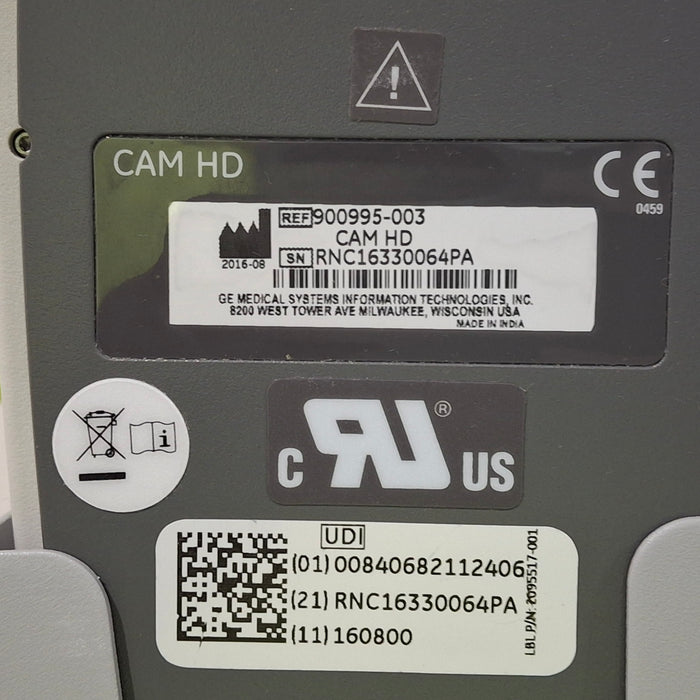 CAM HD
CE
0459
REF 900995-003
CAM HD
2016-08
SN RNC16330064PA
GE MEDICAL SYSTEMS INFORMATION TECHNOLOGIES, INC.
8200 WEST TOWER AVE MILWAUKEE, WISCONSIN USA
MADE IN INDIA
i
C RU ® US
UDI
(01) 00840682112406
(21) RNC16330064PA
(11) 160800
LBL P/N: 2095517-001